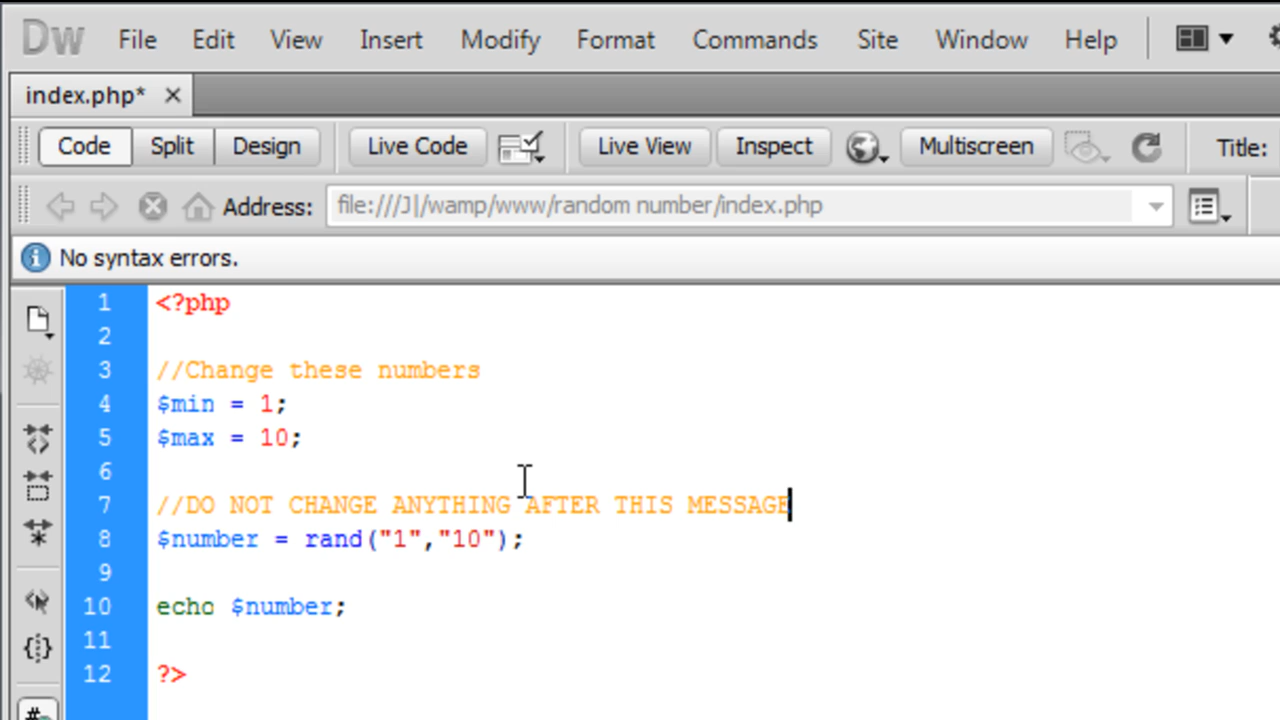 Dw File Edit View Insert Modify Format Commands Site Window Help
index.php*
Code Split Design Live Code Live View Inspect Multiscreen Title:
Address: file:///J|/wamp/www/random number/index.php
No syntax errors.
1 <?php
2
3 //Change these numbers
4 $min = 1;
5 $max = 10;
6
7 //DO NOT CHANGE ANYTHING AFTER THIS MESSAGE
8 $number = rand("1","10");
9
10 echo $number;
11
12 ?>